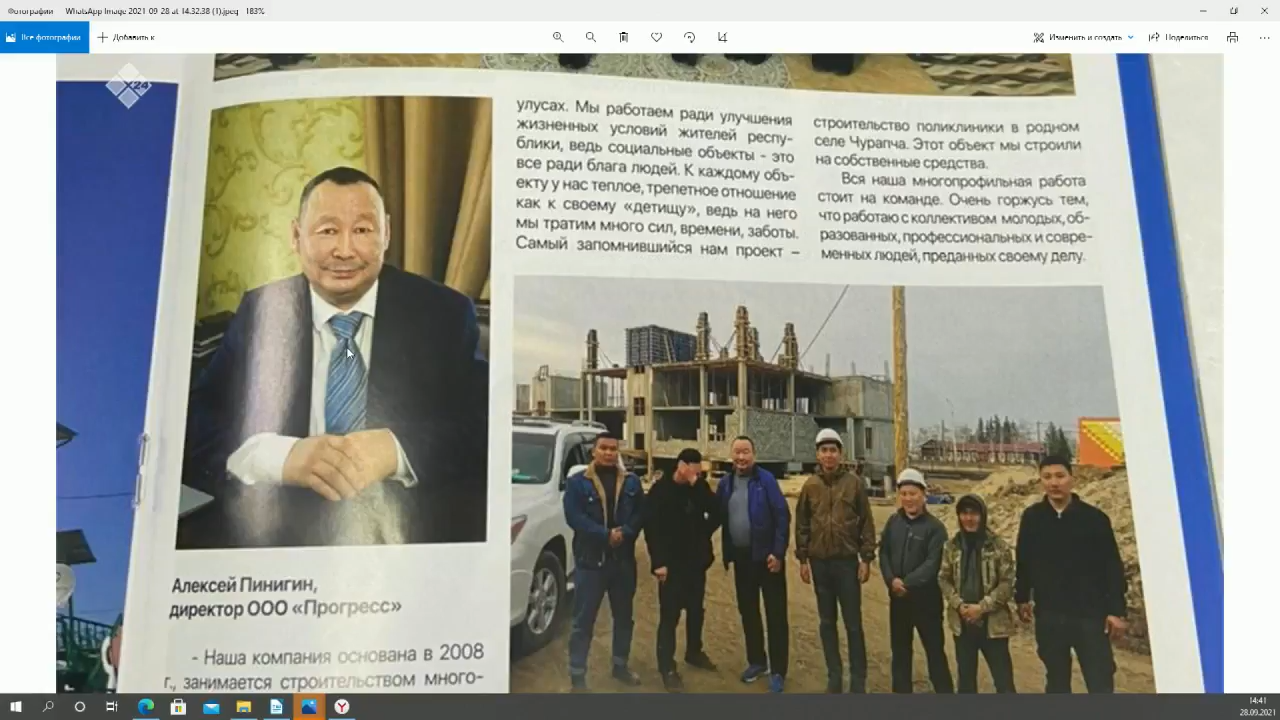 Фотографии
WhatsApp Image 2021-09-28 at 14.32.38 (1).jpeg - 183%
Все фотографии
Добавить к
Изменить и создать
Поделиться
X24
улусах. Мы работаем ради улучшения
жизненных условий жителей респу-
блики, ведь социальные объекты - это
все ради блага людей. К каждому объ-
екту у нас теплое, трепетное отношение
как к своему «детищу», ведь на него
мы тратим много сил, времени, заботы.
Самый запомнившийся нам проект –
строительство поликлиники в родном
селе Чурапча. Этот объект мы строили
на собственные средства.
Вся наша многопрофильная работа
стоит на команде. Очень горжусь тем,
что работаю с коллективом молодых, об-
разованных, профессиональных и совре-
менных людей, преданных своему делу.
Алексей Пинигин,
директор ООО «Прогресс»
- Наша компания основана в 2008
г., занимается строительством много-
14:41
28.09.2021